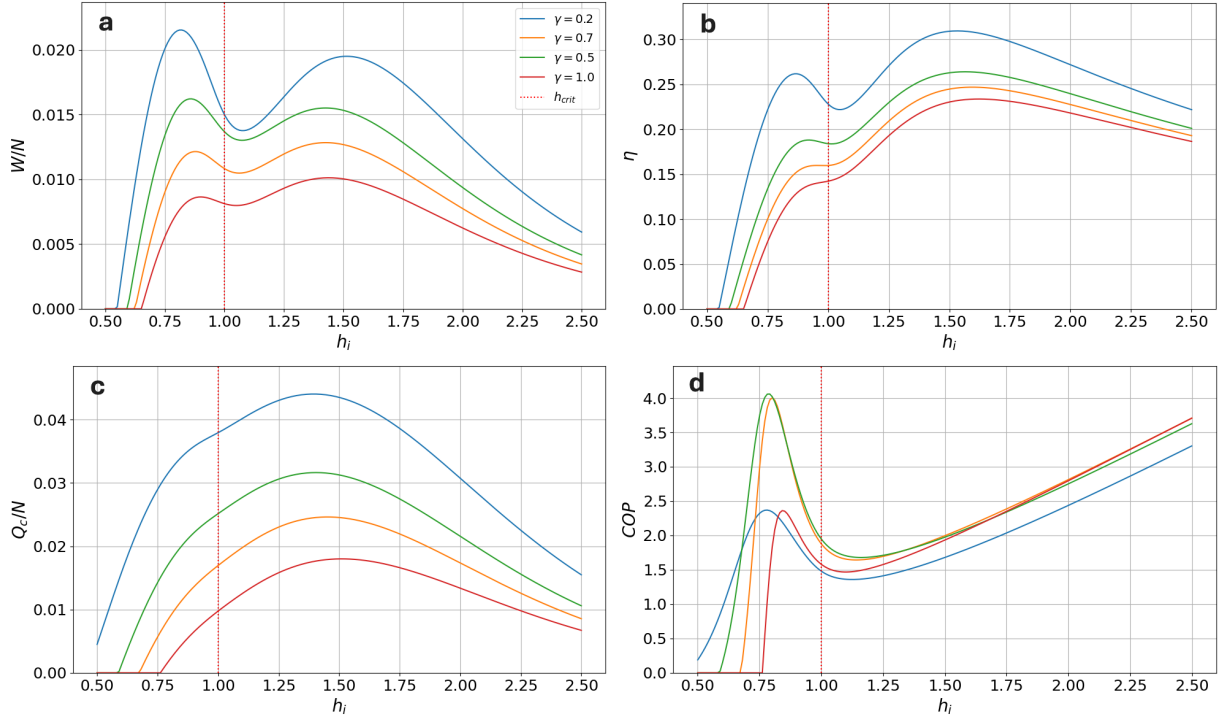 a
W/N
0.020
0.015
0.010
0.005
0.000
0.50 0.75 1.00 1.25 1.50 1.75 2.00 2.25 2.50
h_i
γ = 0.2
γ = 0.7
γ = 0.5
γ = 1.0
h_crit
b
η
0.30
0.25
0.20
0.15
0.10
0.05
0.00
0.50 0.75 1.00 1.25 1.50 1.75 2.00 2.25 2.50
h_i
c
Q_c/N
0.04
0.03
0.02
0.01
0.00
0.50 0.75 1.00 1.25 1.50 1.75 2.00 2.25 2.50
h_i
d
COP
4.0
3.5
3.0
2.5
2.0
1.5
1.0
0.5
0.0
0.50 0.75 1.00 1.25 1.50 1.75 2.00 2.25 2.50
h_i